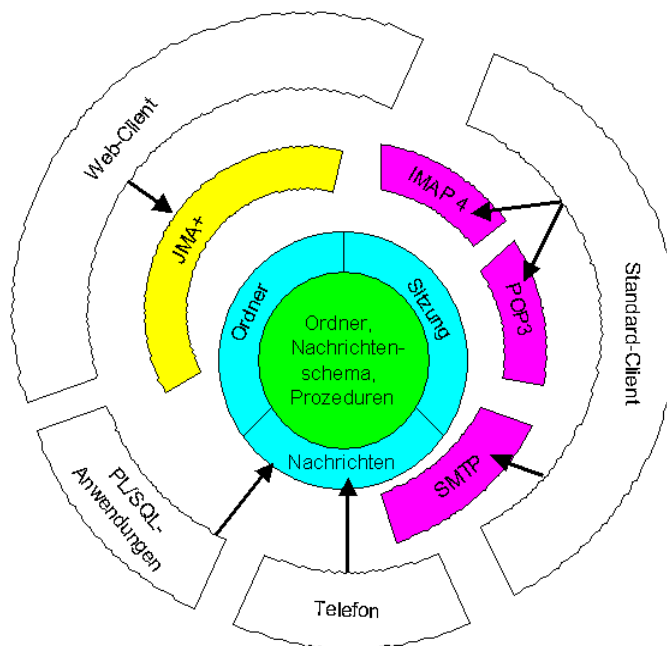 Web-Client
JMA+
IMAP 4
POP3
Standard-Client
Ordner
Sitzung
Ordner,
Nachrichten-
schema,
Prozeduren
Nachrichten
SMTP
PL/SQL-
Anwendungen
Telefon